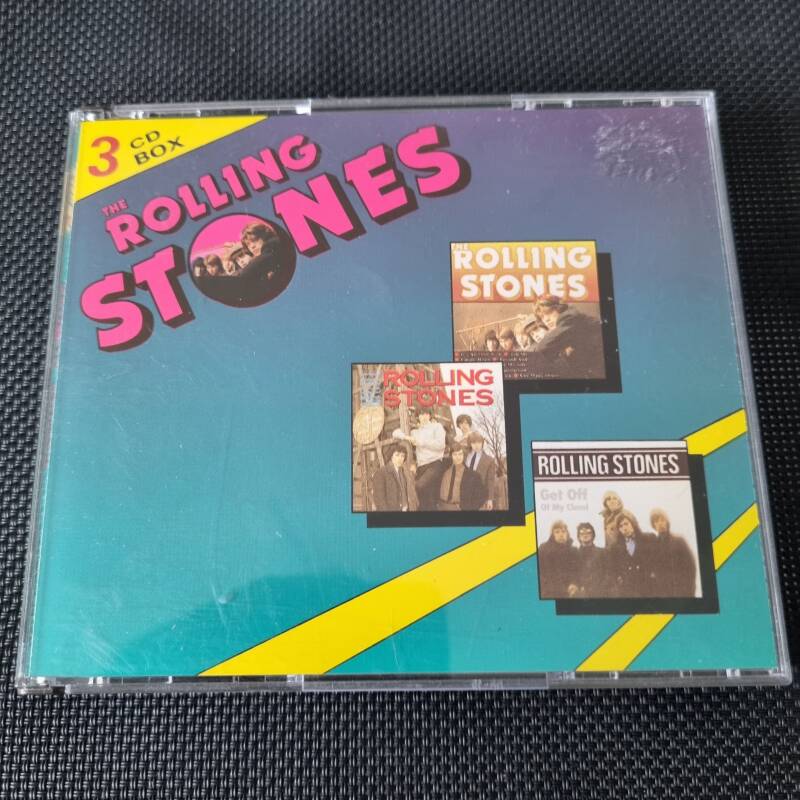 3 CD
BOX
THE
ROLLING
STONES
THE
ROLLING
STONES
ROLLING
STONES
ROLLING STONES
Get Off
Of My Cloud